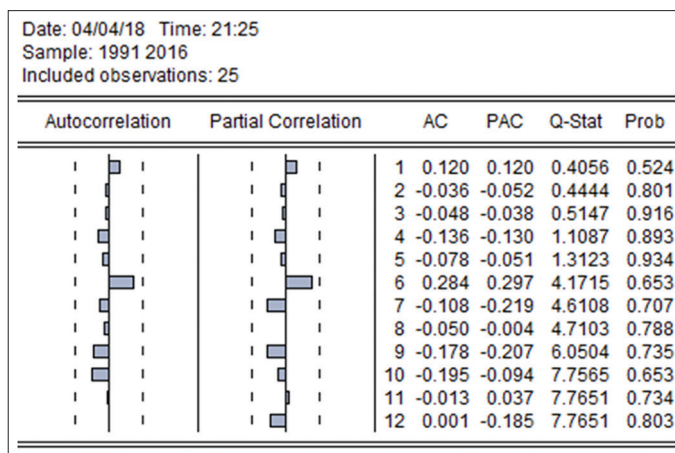 Date: 04/04/18 Time: 21:25
Sample: 1991 2016
Included observations: 25
Autocorrelation Partial Correlation AC PAC Q-Stat Prob
1 0.120 0.120 0.4056 0.524
2 -0.036 -0.052 0.4444 0.801
3 -0.048 -0.038 0.5147 0.916
4 -0.136 -0.130 1.1087 0.893
5 -0.078 -0.051 1.3123 0.934
6 0.284 0.297 4.1715 0.653
7 -0.108 -0.219 4.6108 0.707
8 -0.050 -0.004 4.7103 0.788
9 -0.178 -0.207 6.0504 0.735
10 -0.195 -0.094 7.7565 0.653
11 -0.013 0.037 7.7651 0.734
12 0.001 -0.185 7.7651 0.803